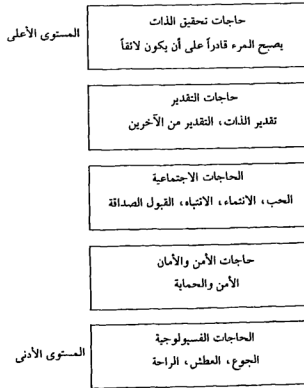 حاجات تحقيق الذات
المستوى الأعلى
يصبح المرء قادراً على أن يكون لائقاً
حاجات التقدير
تقدير الذات، التقدير من الآخرين
الحاجات الاجتماعية
الحب، الانتماء، الانتباه، القبول الصداقة
حاجات الأمن والأمان
الأمن والحماية
الحاجات الفسيولوجية
المستوى الأدنى
الجوع، العطش، الراحة